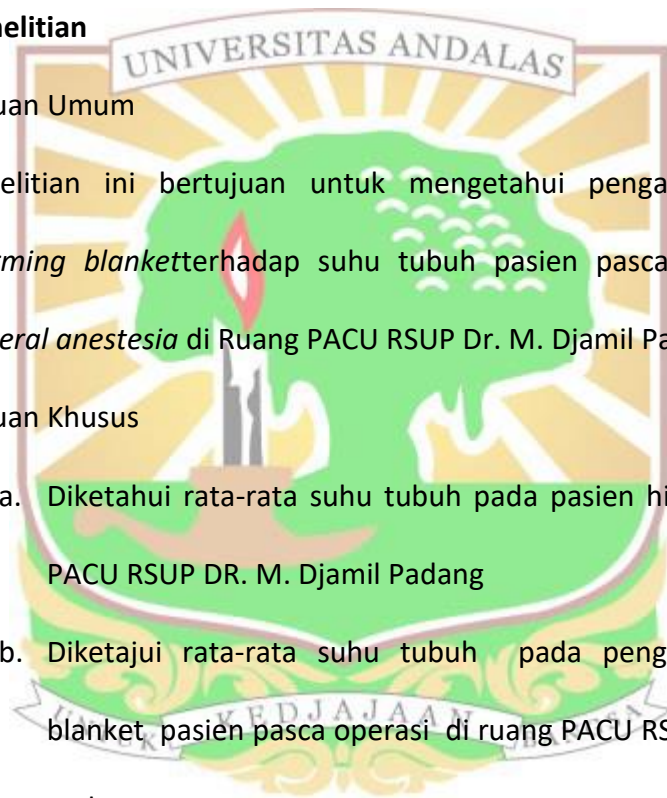 nelitian
UNIVERSITAS ANDALAS
uan Umum
elitian ini bertujuan untuk mengetahui penga
rming blanketterhadap suhu tubuh pasien pasca
eral anestesia di Ruang PACU RSUP Dr. M. Djamil Pa
uan Khusus
a. Diketahui rata-rata suhu tubuh pada pasien hi
PACU RSUP DR. M. Djamil Padang
b. Diketajui rata-rata suhu tubuh pada peng
blanket pasien pasca operasi di ruang PACU RS
UNTUK KEDJAJAAN BANGSA